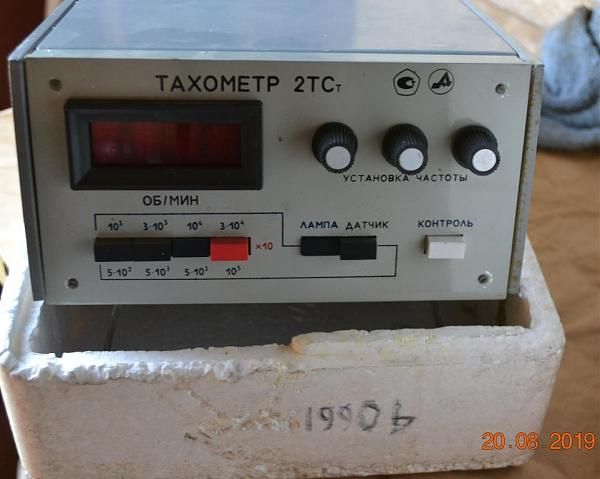 ТАХОМЕТР 2ТСт
УСТАНОВКА ЧАСТОТЫ
ОБ/МИН
10³ 3·10³ 10⁴ 3·10⁴
ЛАМПА ДАТЧИК
КОНТРОЛЬ
×10
5·10² 5·10³ 5·10³ 10⁵
19904
20.08.2019